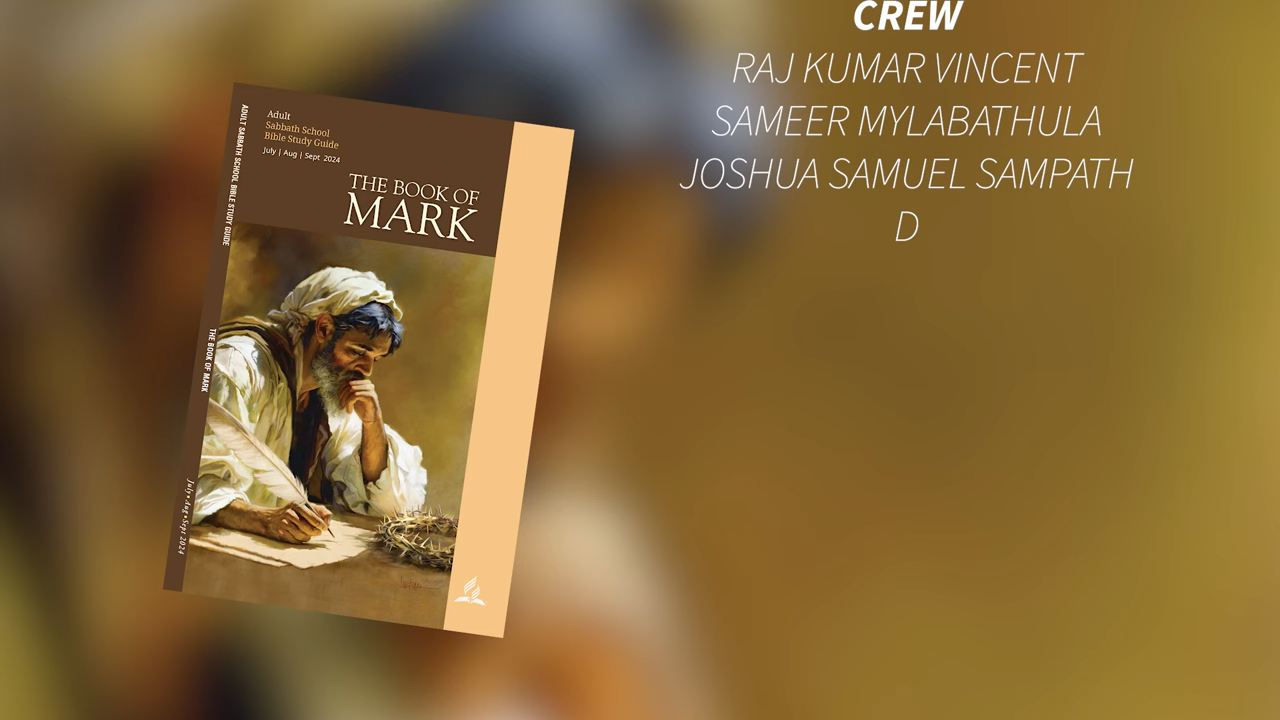 CREW
RAJ KUMAR VINCENT
SAMEER MYLABATHULA
JOSHUA SAMUEL SAMPATH
D
Adult
Sabbath School
Bible Study Guide
July | Aug | Sept 2024
THE BOOK OF
MARK
ADULT SABBATH SCHOOL BIBLE STUDY GUIDE
THE BOOK OF MARK
July • Aug • Sept 2024